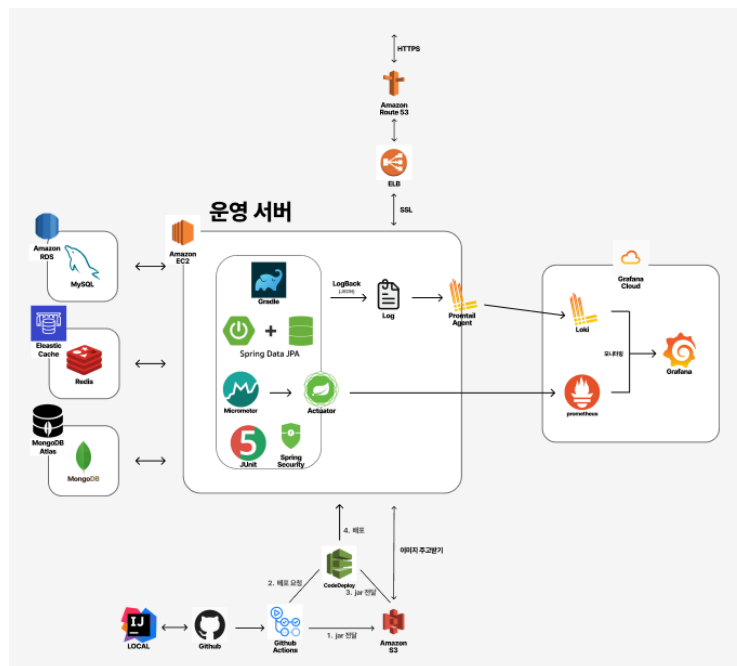 HTTPS
Amazon
Route 53
ELB
SSL
운영 서버
Amazon
RDS
MySQL
Amazon
EC2
Eleastic
Cache
Redis
MongoDB
Atlas
MongoDB
Gradle
Spring Data JPA
Micrometer
Actuator
5
JUnit
Spring
Security
LogBack
(JSON)
Log
Promtail
Agent
Grafana
Cloud
Loki
모니터링
Grafana
prometheus
4. 배포
이미지 주고받기
CodeDeploy
2. 배포 요청
3. jar 전달
IJ
LOCAL
Github
Github
Actions
1. jar 전달
Amazon
S3